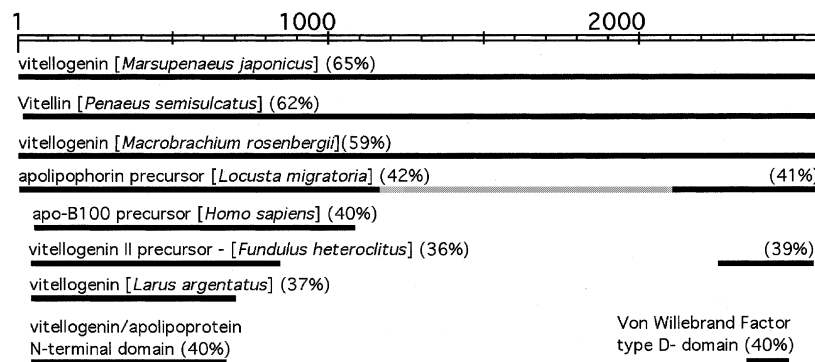 1 1000 2000
vitellogenin [Marsupenaeus japonicus] (65%)
Vitellin [Penaeus semisulcatus] (62%)
vitellogenin [Macrobrachium rosenbergii](59%)
apolipophorin precursor [Locusta migratoria] (42%) (41%)
apo-B100 precursor [Homo sapiens] (40%)
vitellogenin II precursor - [Fundulus heteroclitus] (36%) (39%)
vitellogenin [Larus argentatus] (37%)
vitellogenin/apolipoprotein
N-terminal domain (40%)
Von Willebrand Factor
type D- domain (40%)